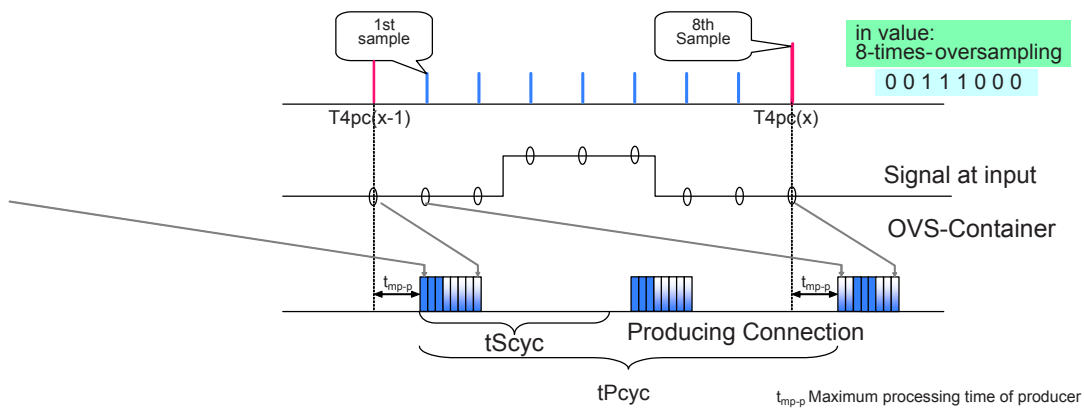 1st
sample
8th
Sample
in value:
8-times-oversampling
0 0 1 1 1 0 0 0
T4pc(x-1)
T4pc(x)
Signal at input
OVS-Container
tmp-p
tmp-p
tScyc
Producing Connection
tPcyc
tmp-p Maximum processing time of producer